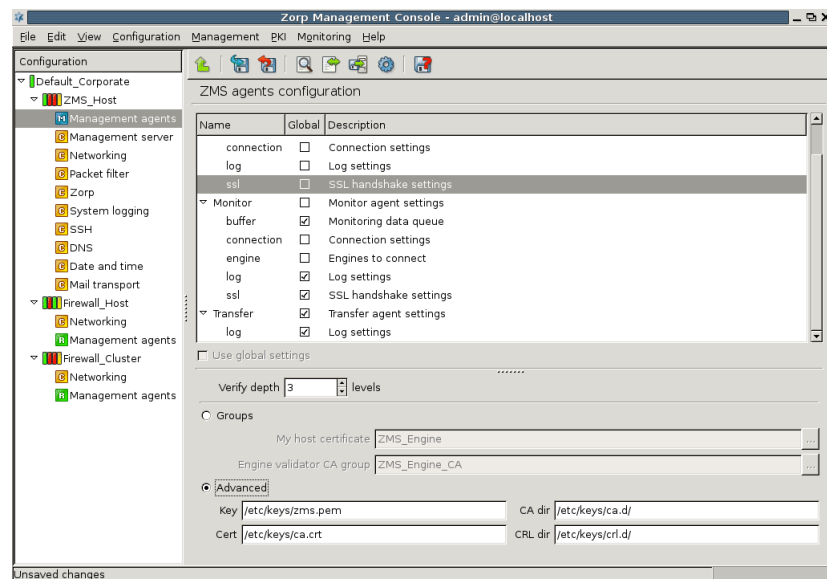 Zorp Management Console - admin@localhost
File Edit View Configuration Management PKI Monitoring Help
Configuration
Default_Corporate
ZMS_Host
M Management agents
C Management server
C Networking
C Packet filter
C Zorp
C System logging
C SSH
C DNS
C Date and time
C Mail transport
Firewall_Host
C Networking
R Management agents
Firewall_Cluster
C Networking
R Management agents
ZMS agents configuration
Name Global Description
connection Connection settings
log Log settings
ssl SSL handshake settings
Monitor Monitor agent settings
buffer Monitoring data queue
connection Connection settings
engine Engines to connect
log Log settings
ssl SSL handshake settings
Transfer Transfer agent settings
log Log settings
Use global settings
Verify depth 3 levels
Groups
My host certificate ZMS_Engine ...
Engine validator CA group ZMS_Engine_CA ...
Advanced
Key /etc/keys/zms.pem CA dir /etc/keys/ca.d/
Cert /etc/keys/ca.crt CRL dir /etc/keys/crl.d/
Unsaved changes